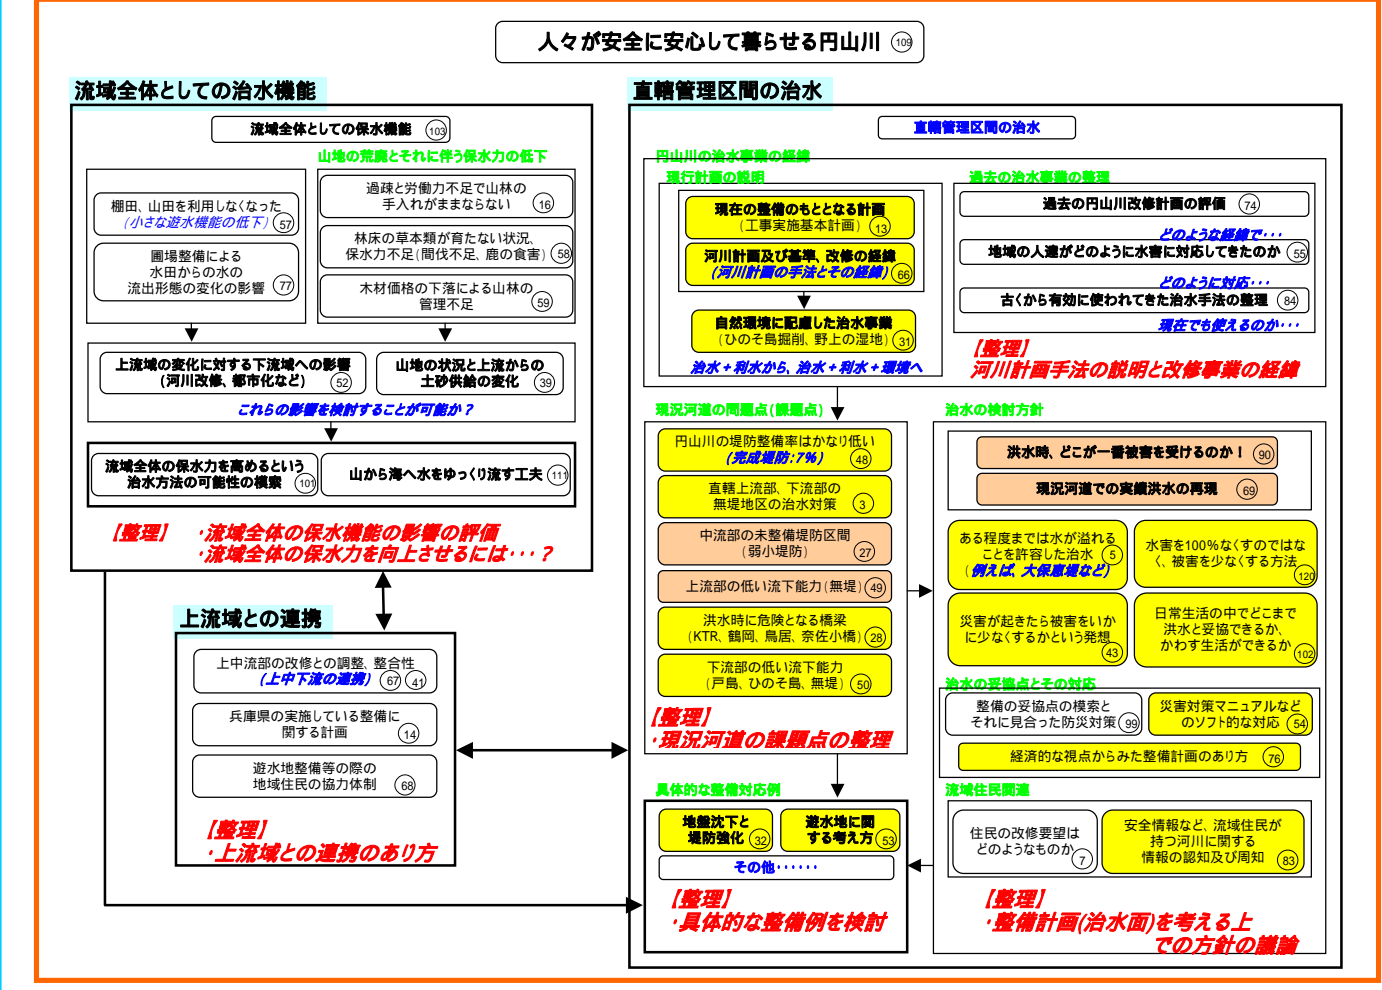 人々が安全に安心して暮らせる円山川 109
流域全体としての治水機能
流域全体としての保水機能 103
山地の荒廃とそれに伴う保水力の低下
棚田、山田を利用しなくなった
(小さな遊水機能の低下) 57
圃場整備による
水田からの水の
流出形態の変化の影響 77
過疎と労働力不足で山林の
手入れがままならない 16
林床の草本類が育たない状況、
保水力不足(間伐不足、鹿の食害) 58
木材価格の下落による山林の
管理不足 59
上流域の変化に対する下流域への影響
(河川改修、都市化など) 52
山地の状況と上流からの
土砂供給の変化 39
これらの影響を検討することが可能か?
流域全体の保水力を高めるという
治水方法の可能性の模索 101
山から海へ水をゆっくり流す工夫 111
【整理】 ・流域全体の保水機能の影響の評価
・流域全体の保水力を向上させるには・・・?
上流域との連携
上中流部の改修との調整、整合性
(上中下流の連携) 67 41
兵庫県の実施している整備に
関する計画 14
遊水地整備等の際の
地域住民の協力体制 68
【整理】
・上流域との連携のあり方
直轄管理区間の治水
直轄管理区間の治水
円山川の治水事業の経緯
現行計画の説明
現在の整備のもととなる計画
(工事実施基本計画) 13
河川計画及び基準、改修の経緯
(河川計画の手法とその経緯) 66
自然環境に配慮した治水事業
(ひのそ島掘削、野上の湿地) 31
治水+利水から、治水+利水+環境へ
過去の治水事業の整理
過去の円山川改修計画の評価 74
どのような経緯で・・・
地域の人達がどのように水害に対応してきたのか 55
どのように対応・・・
古くから有効に使われてきた治水手法の整理 84
現在でも使えるのか・・・
【整理】
河川計画手法の説明と改修事業の経緯
現況河道の問題点(課題点)
円山川の堤防整備率はかなり低い
(完成堤防:7%) 48
直轄上流部、下流部の
無堤地区の治水対策 3
中流部の未整備堤防区間
(弱小堤防) 27
上流部の低い流下能力(無堤) 49
洪水時に危険となる橋梁
(KTR、鶴岡、鳥居、奈佐小橋) 28
下流部の低い流下能力
(戸島、ひのそ島、無堤) 50
【整理】
・現況河道の課題点の整理
具体的な整備対応例
地盤沈下と
堤防強化 32
遊水地に関
する考え方 53
その他・・・・・・
【整理】
・具体的な整備例を検討
治水の検討方針
洪水時、どこが一番被害を受けるのか! 90
現況河道での実績洪水の再現 69
ある程度までは水が溢れる
ことを許容した治水 5
(例えば、大保恵堤など)
水害を100%なくすのではな
く、被害を少なくする方法
120
災害が起きたら被害をいか
に少なくするかという発想
43
日常生活の中でどこまで
洪水と妥協できるか、
かわす生活ができるか 102
治水の妥協点とその対応
整備の妥協点の模索と
それに見合った防災対策 99
災害対策マニュアルなど
のソフト的な対応 54
経済的な視点からみた整備計画のあり方 76
流域住民関連
住民の改修要望は
どのようなものか 7
安全情報など、流域住民が
持つ河川に関する
情報の認知及び周知 83
【整理】
・整備計画(治水面)を考える上
での方針の議論